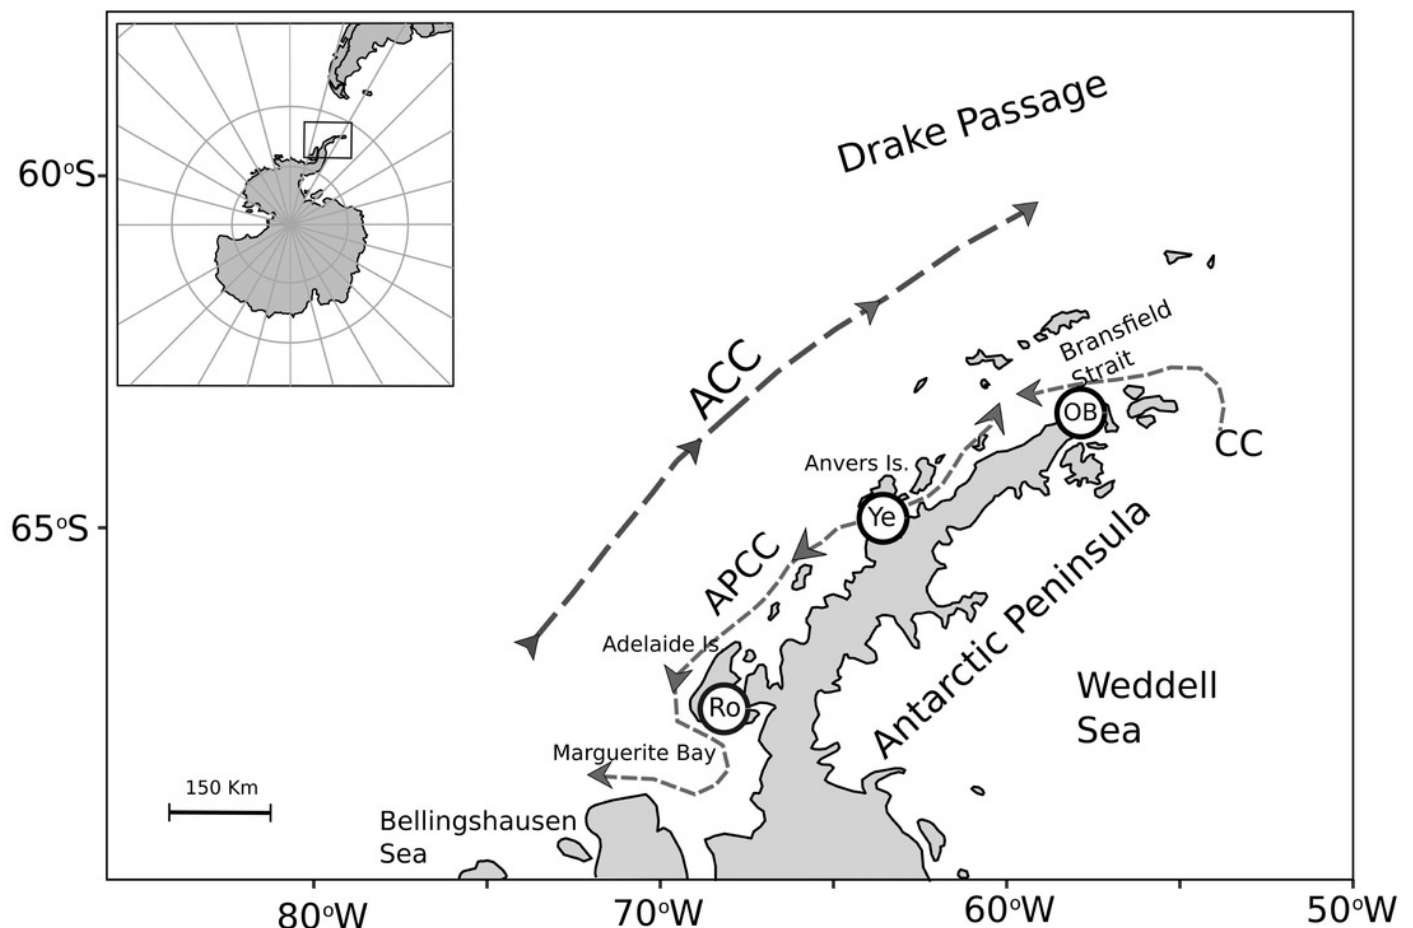 Drake Passage
60°S
ACC
Bransfield
Strait
OB
CC
Anvers Is.
65°S
Ye
APCC
Antarctic Peninsula
Adelaide Is.
Weddell
Sea
Ro
Marguerite Bay
150 Km
Bellingshausen
Sea
80°W
70°W
60°W
50°W